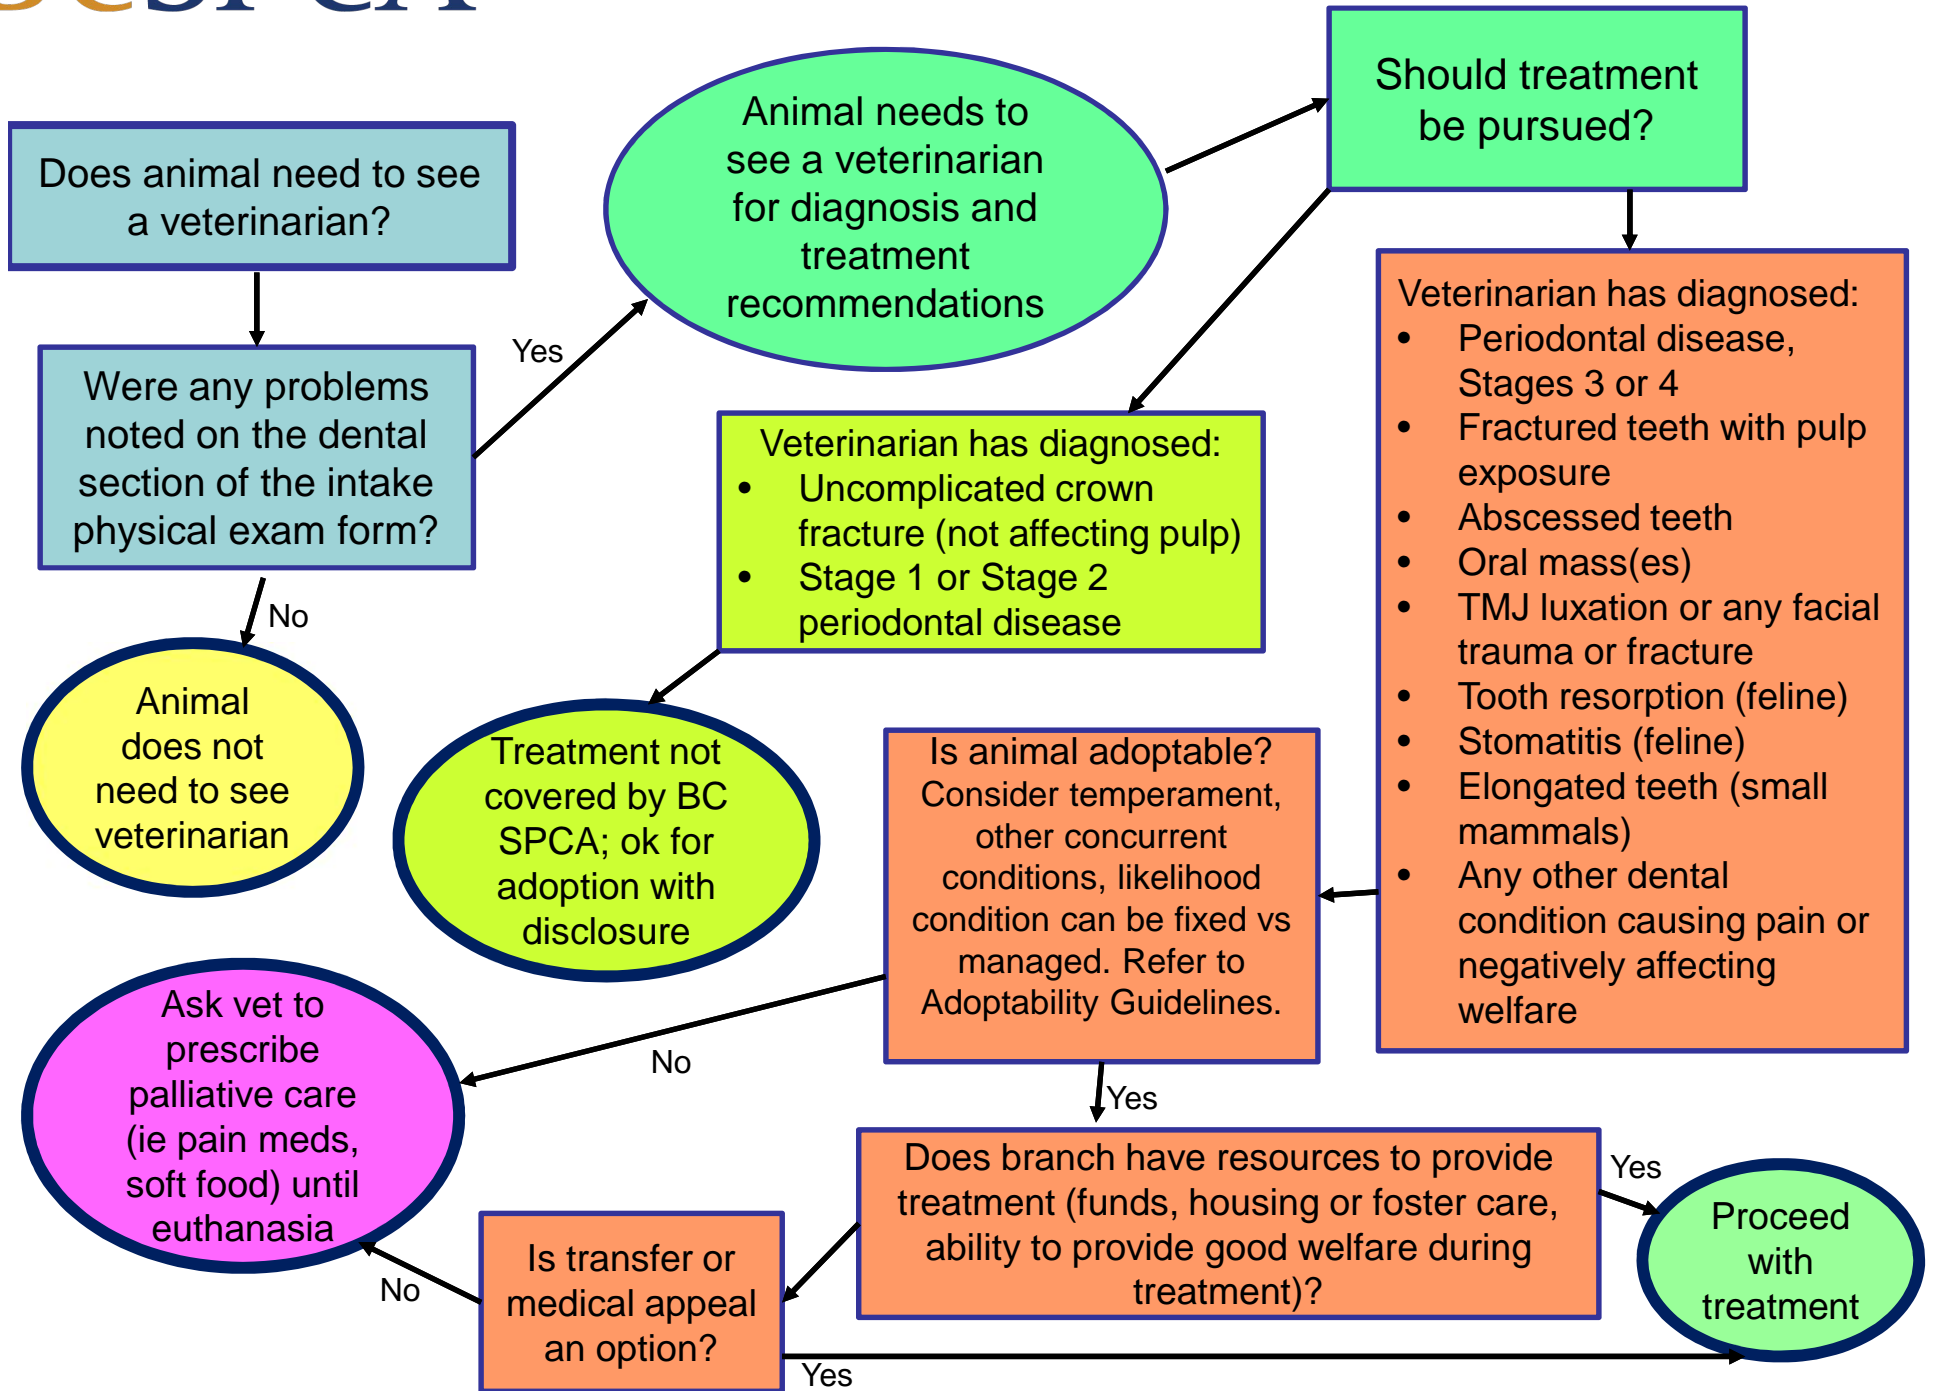 BCSPCA
Does animal need to see
a veterinarian?
Were any problems
noted on the dental
section of the intake
physical exam form?
Yes
No
Animal
does not
need to see
veterinarian
Animal needs to
see a veterinarian
for diagnosis and
treatment
recommendations
Should treatment
be pursued?
Veterinarian has diagnosed:
• Uncomplicated crown
fracture (not affecting pulp)
• Stage 1 or Stage 2
periodontal disease
Treatment not
covered by BC
SPCA; ok for
adoption with
disclosure
Veterinarian has diagnosed:
• Periodontal disease,
Stages 3 or 4
• Fractured teeth with pulp
exposure
• Abscessed teeth
• Oral mass(es)
• TMJ luxation or any facial
trauma or fracture
• Tooth resorption (feline)
• Stomatitis (feline)
• Elongated teeth (small
mammals)
• Any other dental
condition causing pain or
negatively affecting
welfare
Is animal adoptable?
Consider temperament,
other concurrent
conditions, likelihood
condition can be fixed vs
managed. Refer to
Adoptability Guidelines.
No
Yes
Ask vet to
prescribe
palliative care
(ie pain meds,
soft food) until
euthanasia
Does branch have resources to provide
treatment (funds, housing or foster care,
ability to provide good welfare during
treatment)?
Yes
Proceed
with
treatment
Is transfer or
medical appeal
an option?
No
Yes